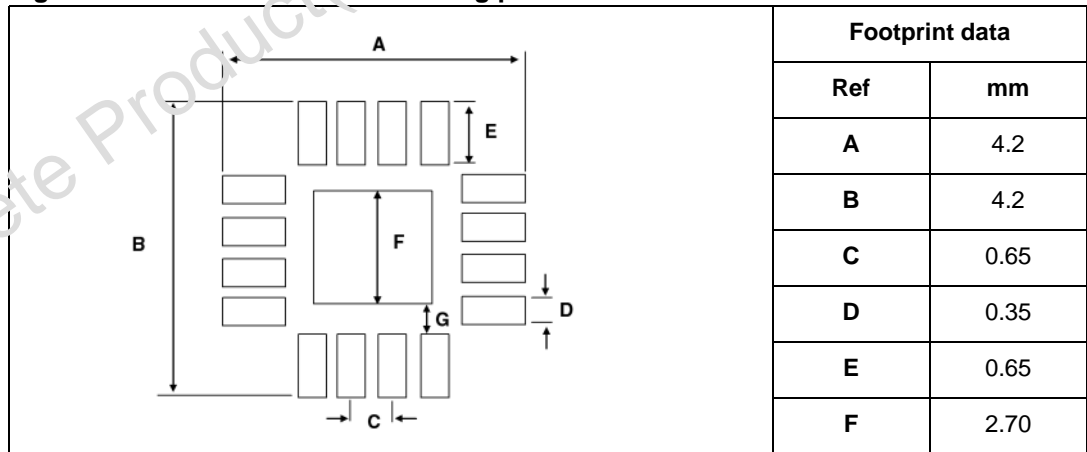 A
B
C
D
E
F
G
Footprint data
Ref mm
A 4.2
B 4.2
C 0.65
D 0.35
E 0.65
F 2.70